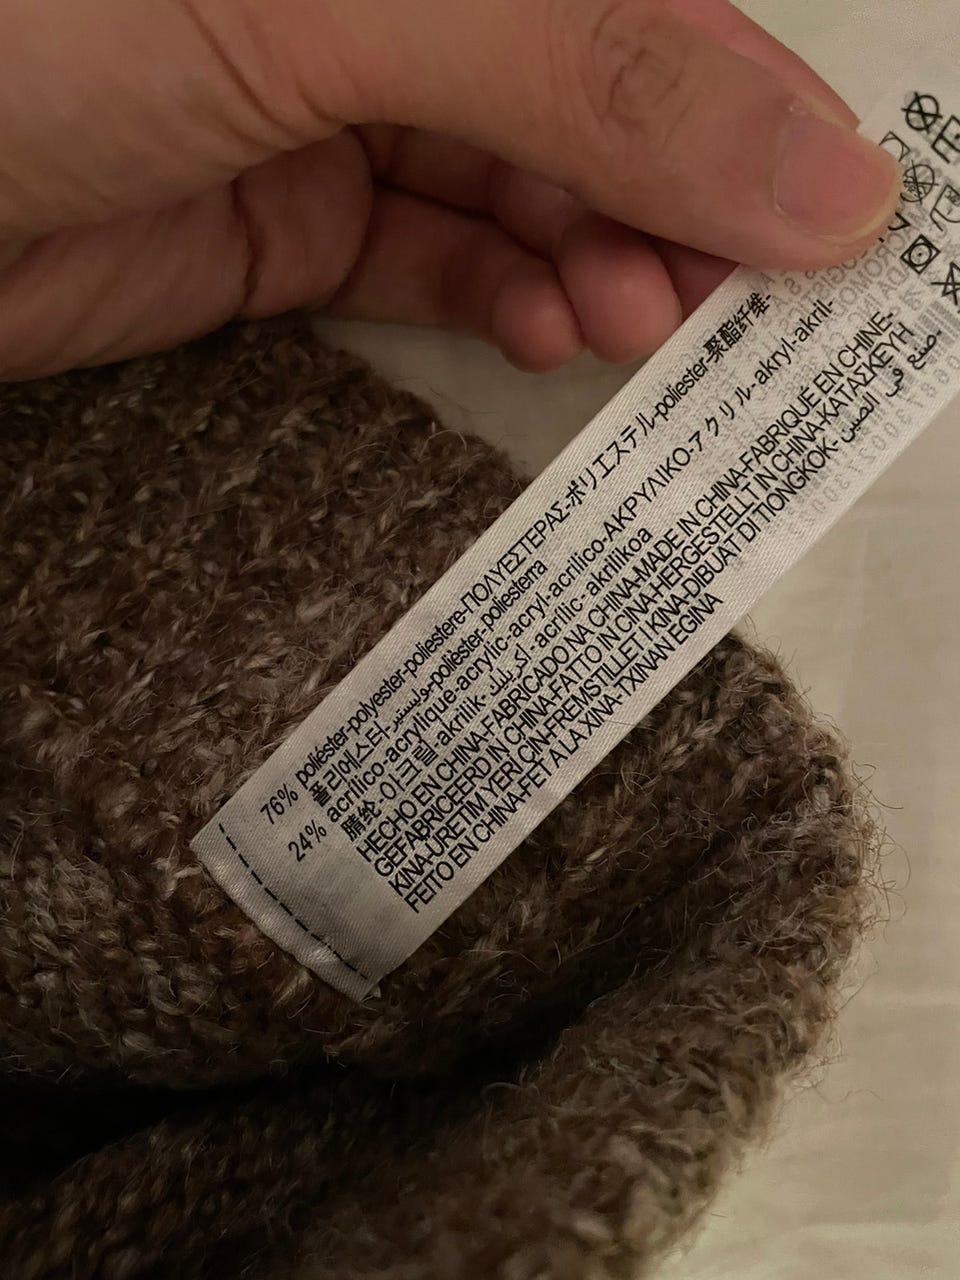 76% poliéster-polyester-poliestere-ΠΟΛΥΕΣΤΕΡΑΣ-ポリエステル-poliester-聚酯纤维-
폴리에스터-بوليستير-poliéster-poliesterra
24% acrílico-acrylique-acrylic-acryl-acrilico-ΑΚΡΥΛΙΚΟ-アクリル-akryl-akril-
腈纶-아크릴-akrilik-اكريليك-acrílic-akrilikoa
HECHO EN CHINA-FABRICADO NA CHINA-MADE IN CHINA-FABRIQUÉ EN CHINE-
GEFABRICEERD IN CHINA-FATTO IN CINA-HERGESTELLT IN CHINA-ΚΑΤΑΣΚΕΥΗ
KINA-ÜRETIM YERI ÇIN-FREMSTILLET I KINA-DIBUAT DI TIONGKOK-صنع في الصين-
FEITO EN CHINA-FET A LA XINA-TXINAN EGINA